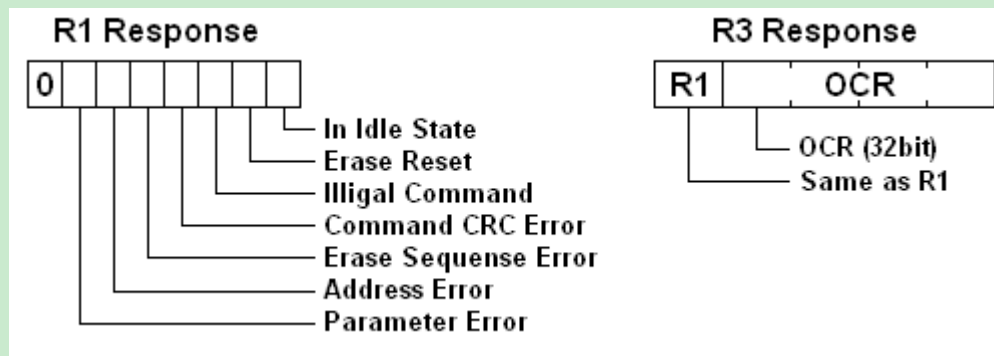 R1 Response
0
In Idle State
Erase Reset
Illigal Command
Command CRC Error
Erase Sequense Error
Address Error
Parameter Error
R3 Response
R1 OCR
OCR (32bit)
Same as R1